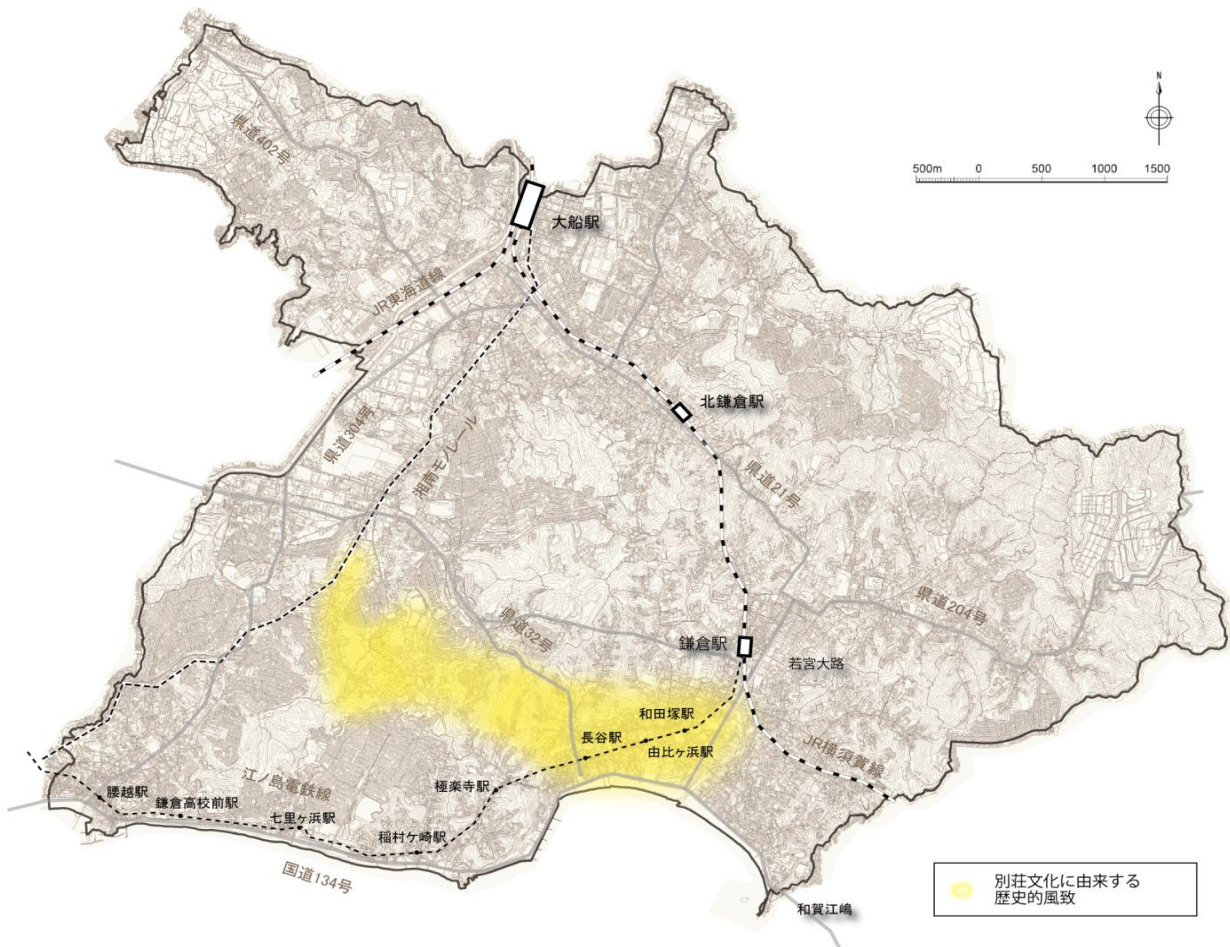 N
県道402号
500m 0 500 1000 1500
大船駅
JR東海道線
北鎌倉駅
県道304号
湘南モノレール
県道21号
県道32号
県道204号
鎌倉駅
若宮大路
和田塚駅
長谷駅
由比ヶ浜駅
JR横須賀線
江ノ島電鉄線
極楽寺駅
腰越駅
鎌倉高校前駅
七里ヶ浜駅
稲村ケ崎駅
国道134号
別荘文化に由来する
歴史的風致
和賀江嶋